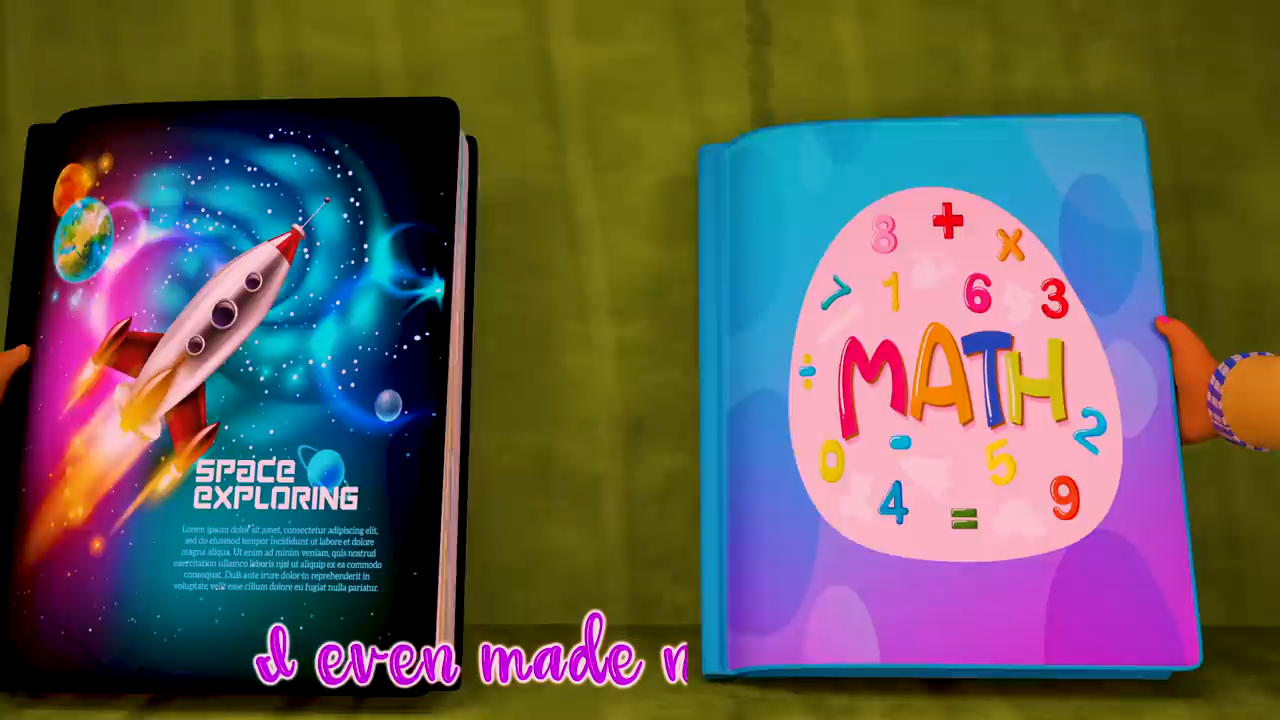 SPACE
EXPLORING
Lorem ipsum dolor sit amet, consectetur adipiscing elit,
sed do eiusmod tempor incididunt ut labore et dolore
magna aliqua. Ut enim ad minim veniam, quis nostrud
exercitation ullamco laboris nisi ut aliquip ex ea commodo
consequat. Duis aute irure dolor in reprehenderit in
voluptate velit esse cillum dolore eu fugiat nulla pariatur.
8 + x
7 1 6 3
÷ MATH
0 - 5 2
4 = 9
I even made